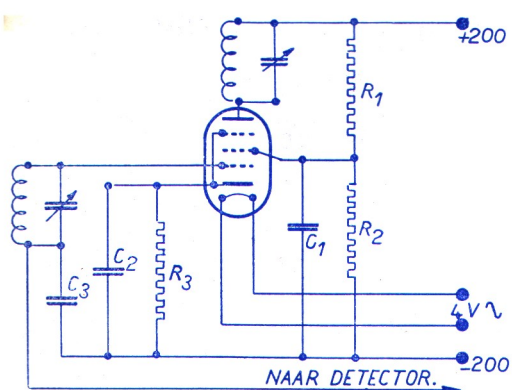 +200
R1
C1
R2
C2
R3
C3
4V~
-200
NAAR DETECTOR.